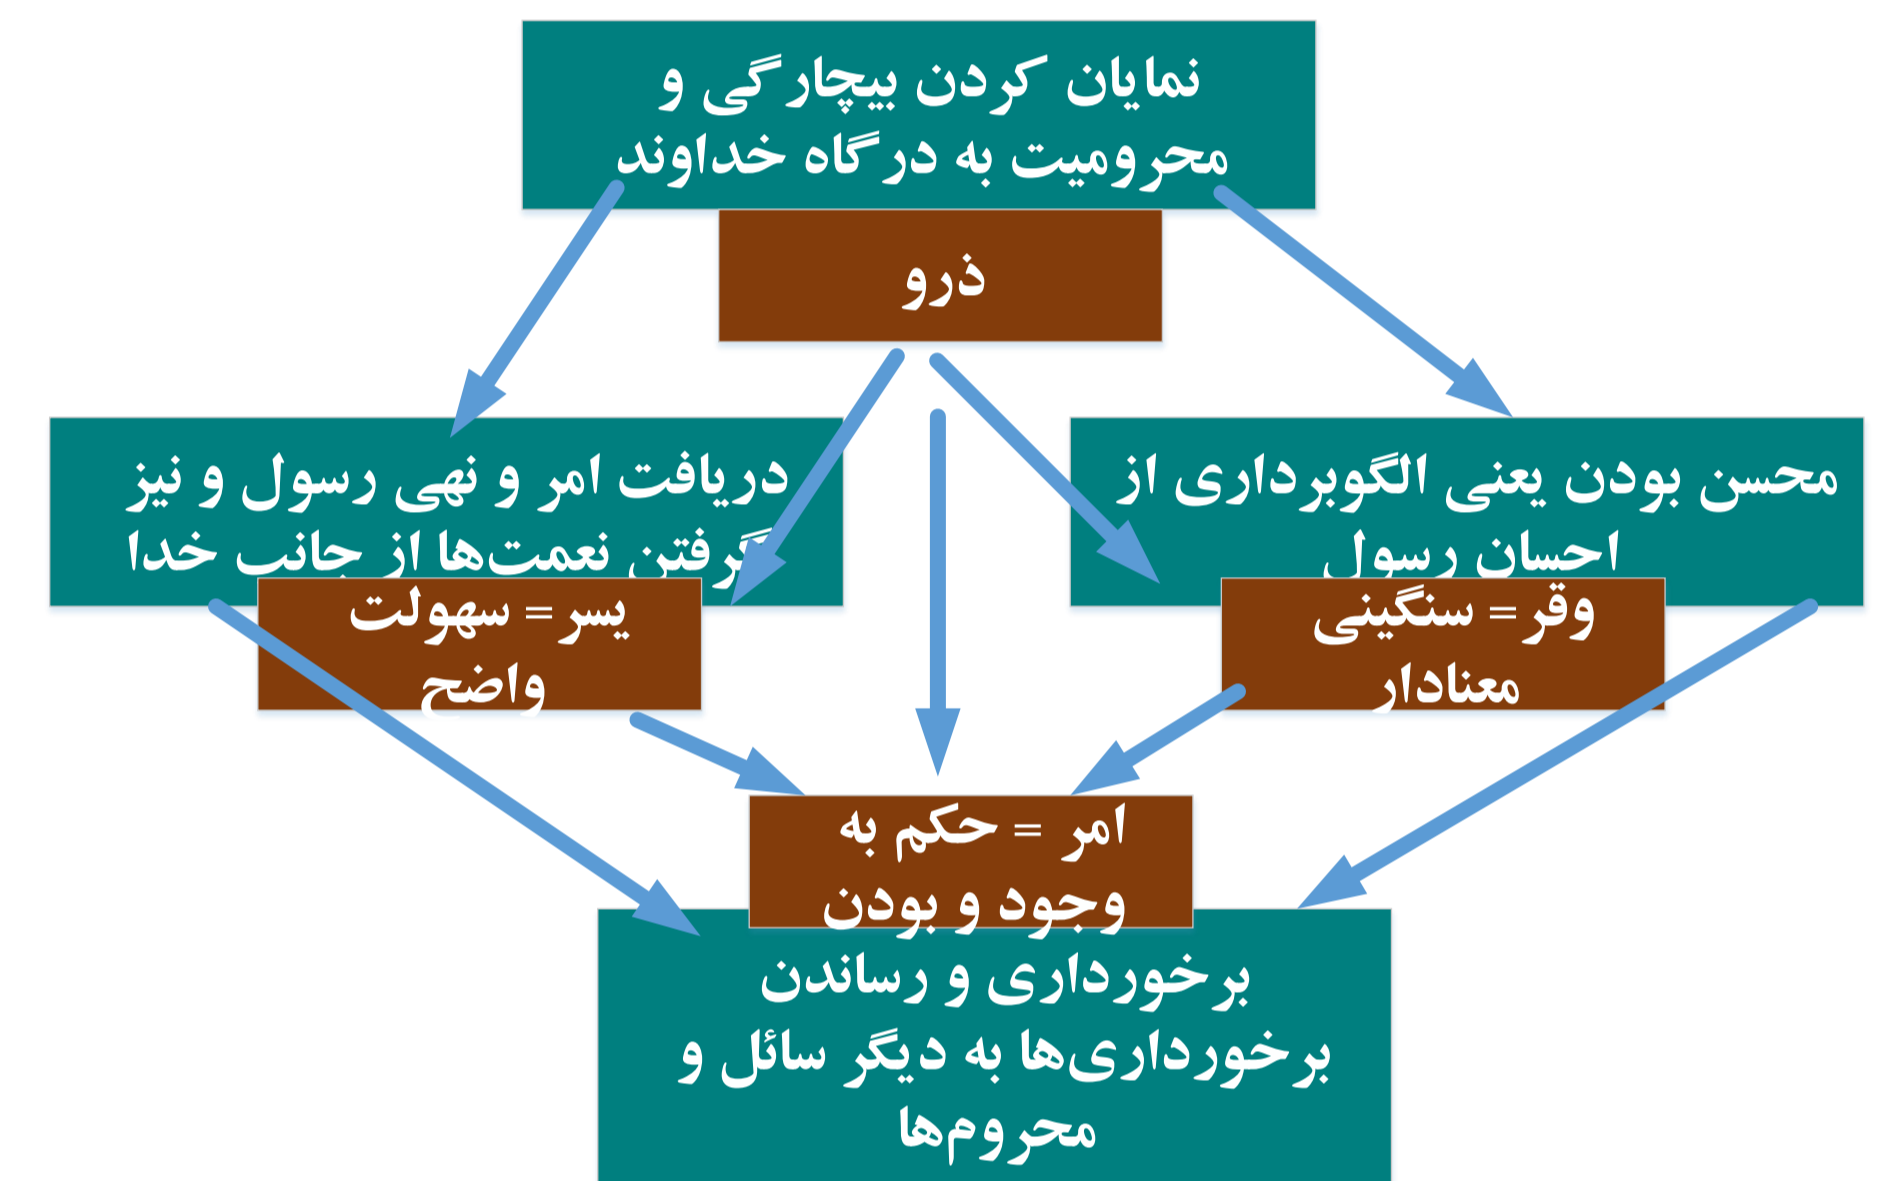 نمایان کردن بیچارگی و
محرومیت به درگاه خداوند
ذرو
محسن بودن یعنی الگوبرداری از
احسان رسول
وقر= سنگینی
معنادار
دریافت امر و نهی رسول و نیز
گرفتن نعمت‌ها از جانب خدا
یسر= سهولت
واضح
امر = حکم به
وجود و بودن
برخورداری و رساندن
برخورداری‌ها به دیگر سائل و
محروم‌ها